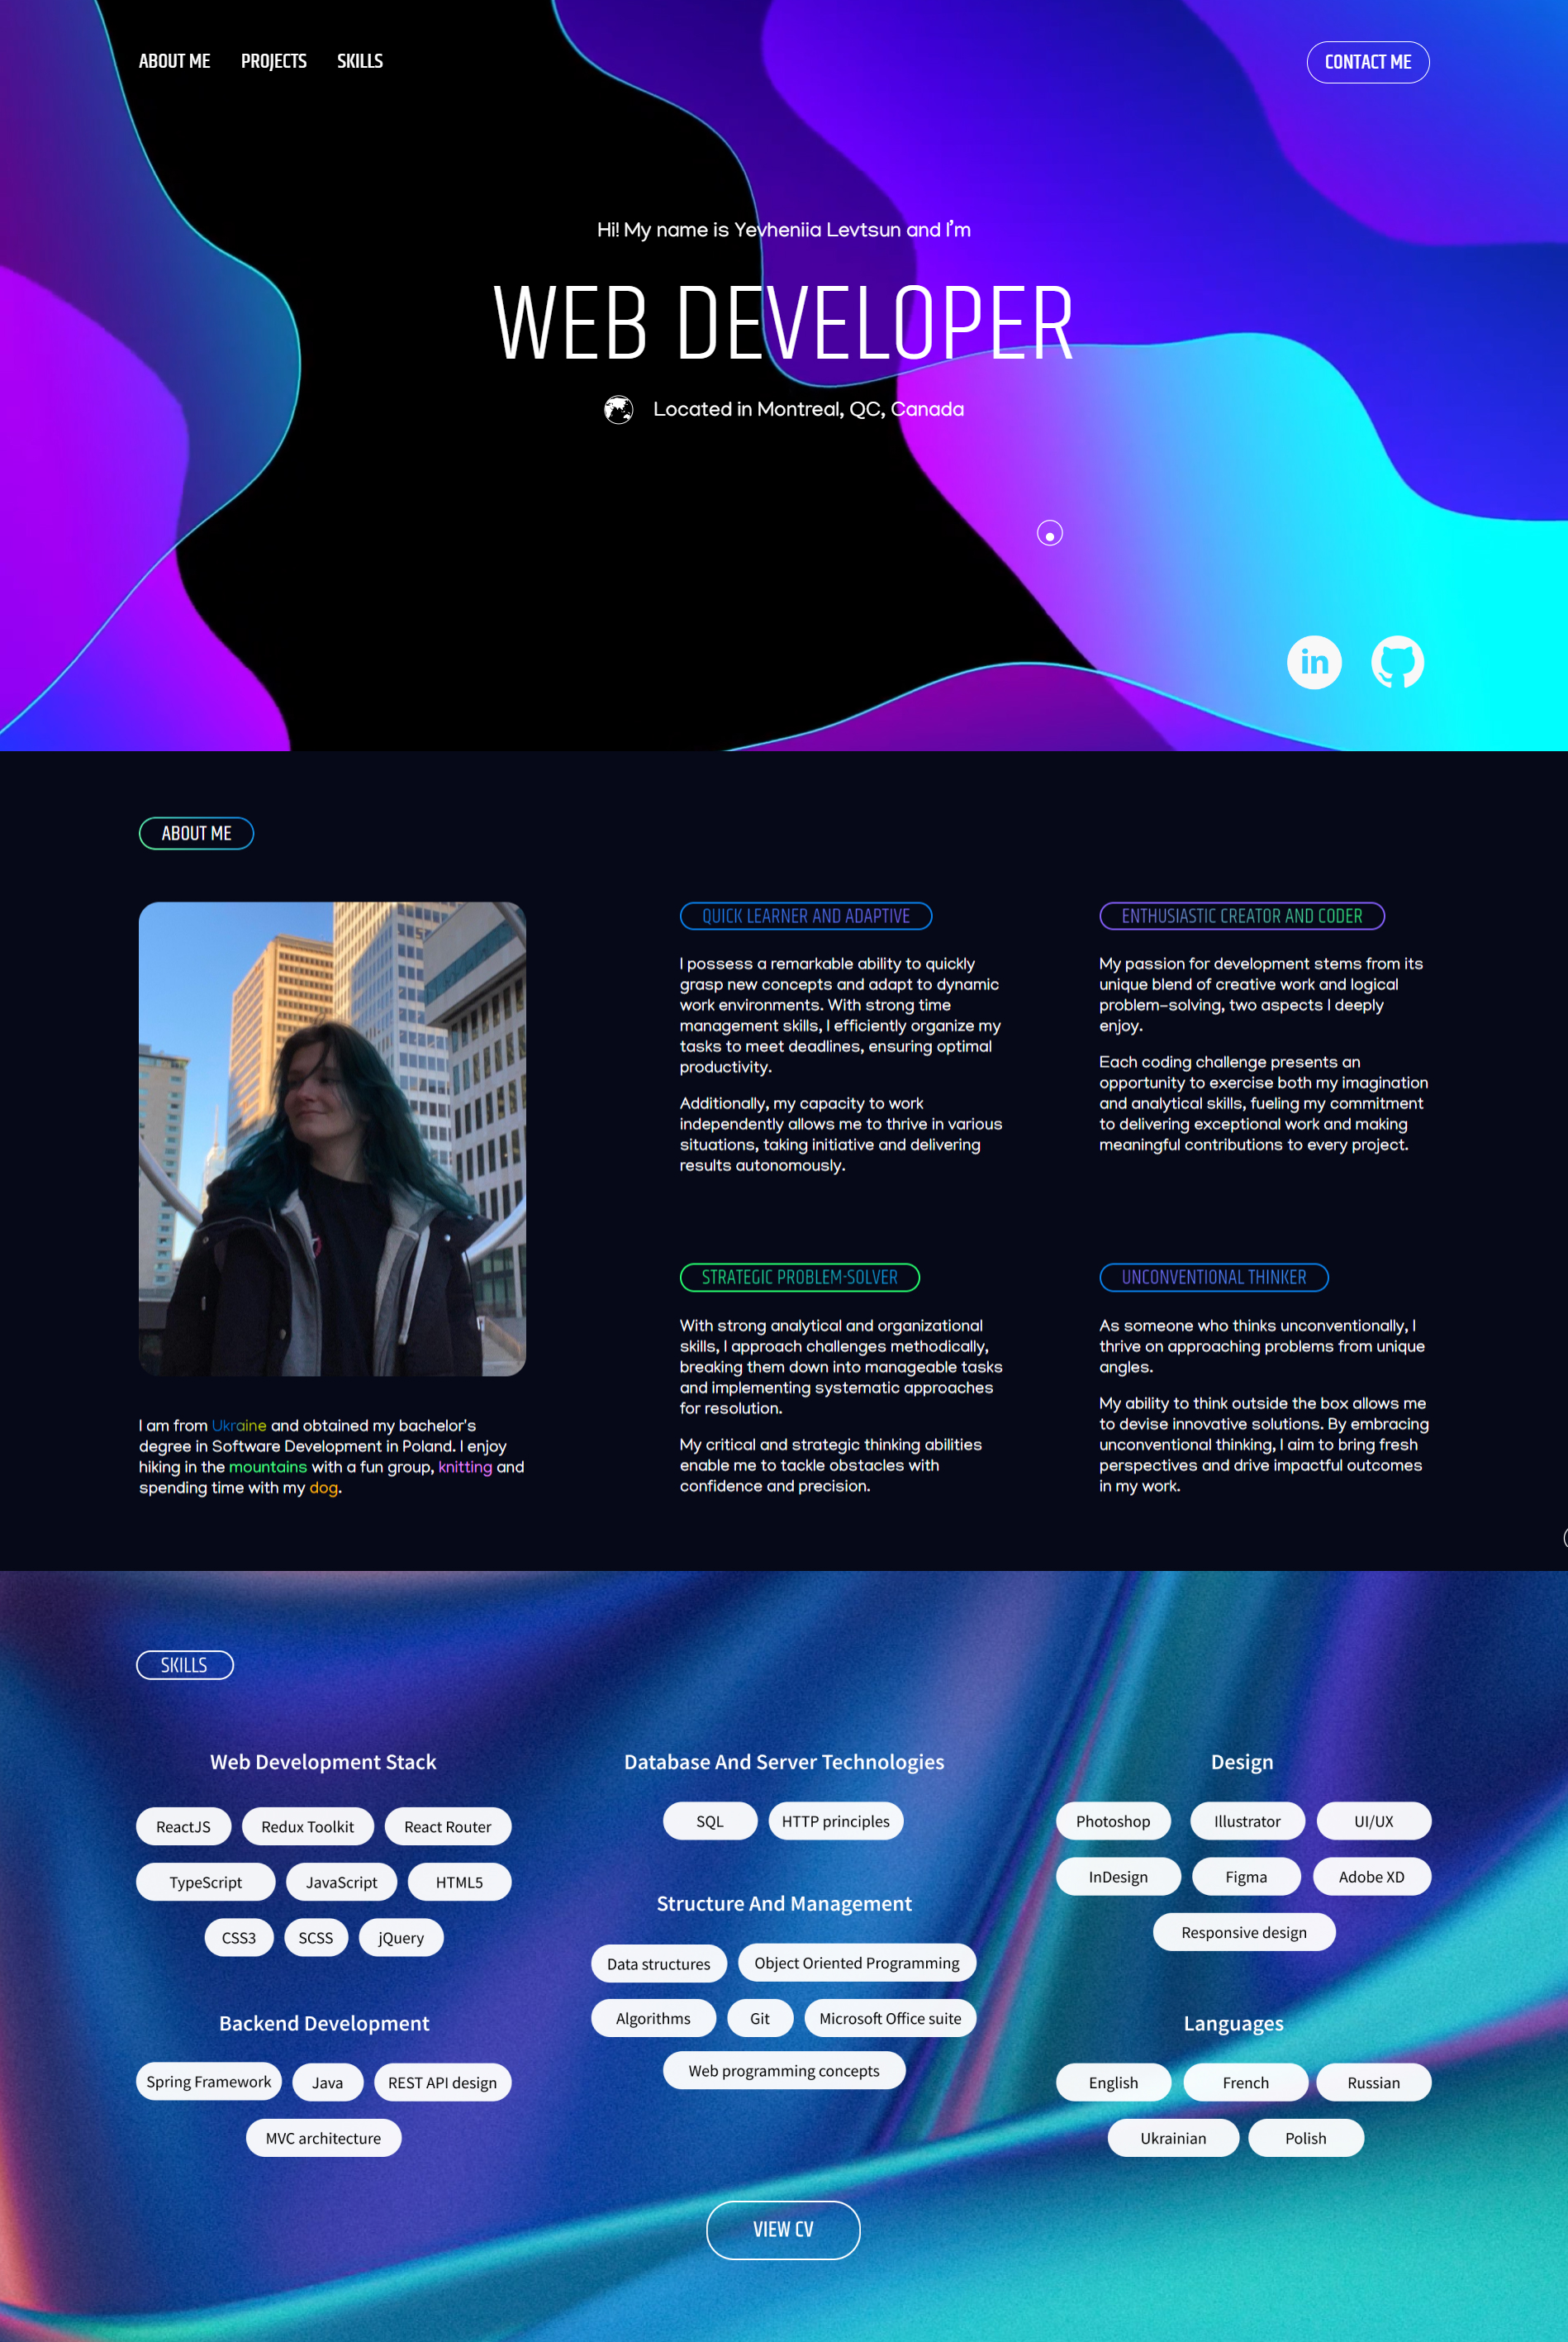 ABOUT ME PROJECTS SKILLS CONTACT ME
Hi! My name is Yevheniia Levtsun and I'm
WEB DEVELOPER
Located in Montreal, QC, Canada
in
ABOUT ME
I am from Ukraine and obtained my bachelor's
degree in Software Development in Poland. I enjoy
hiking in the mountains with a fun group, knitting and
spending time with my dog.
QUICK LEARNER AND ADAPTIVE
I possess a remarkable ability to quickly
grasp new concepts and adapt to dynamic
work environments. With strong time
management skills, I efficiently organize my
tasks to meet deadlines, ensuring optimal
productivity.
Additionally, my capacity to work
independently allows me to thrive in various
situations, taking initiative and delivering
results autonomously.
ENTHUSIASTIC CREATOR AND CODER
My passion for development stems from its
unique blend of creative work and logical
problem-solving, two aspects I deeply
enjoy.
Each coding challenge presents an
opportunity to exercise both my imagination
and analytical skills, fueling my commitment
to delivering exceptional work and making
meaningful contributions to every project.
STRATEGIC PROBLEM-SOLVER
With strong analytical and organizational
skills, I approach challenges methodically,
breaking them down into manageable tasks
and implementing systematic approaches
for resolution.
My critical and strategic thinking abilities
enable me to tackle obstacles with
confidence and precision.
UNCONVENTIONAL THINKER
As someone who thinks unconventionally, I
thrive on approaching problems from unique
angles.
My ability to think outside the box allows me
to devise innovative solutions. By embracing
unconventional thinking, I aim to bring fresh
perspectives and drive impactful outcomes
in my work.
SKILLS
Web Development Stack
ReactJS Redux Toolkit React Router
TypeScript JavaScript HTML5
CSS3 SCSS jQuery
Backend Development
Spring Framework Java REST API design
MVC architecture
Database And Server Technologies
SQL HTTP principles
Structure And Management
Data structures Object Oriented Programming
Algorithms Git Microsoft Office suite
Web programming concepts
Design
Photoshop Illustrator UI/UX
InDesign Figma Adobe XD
Responsive design
Languages
English French Russian
Ukrainian Polish
VIEW CV